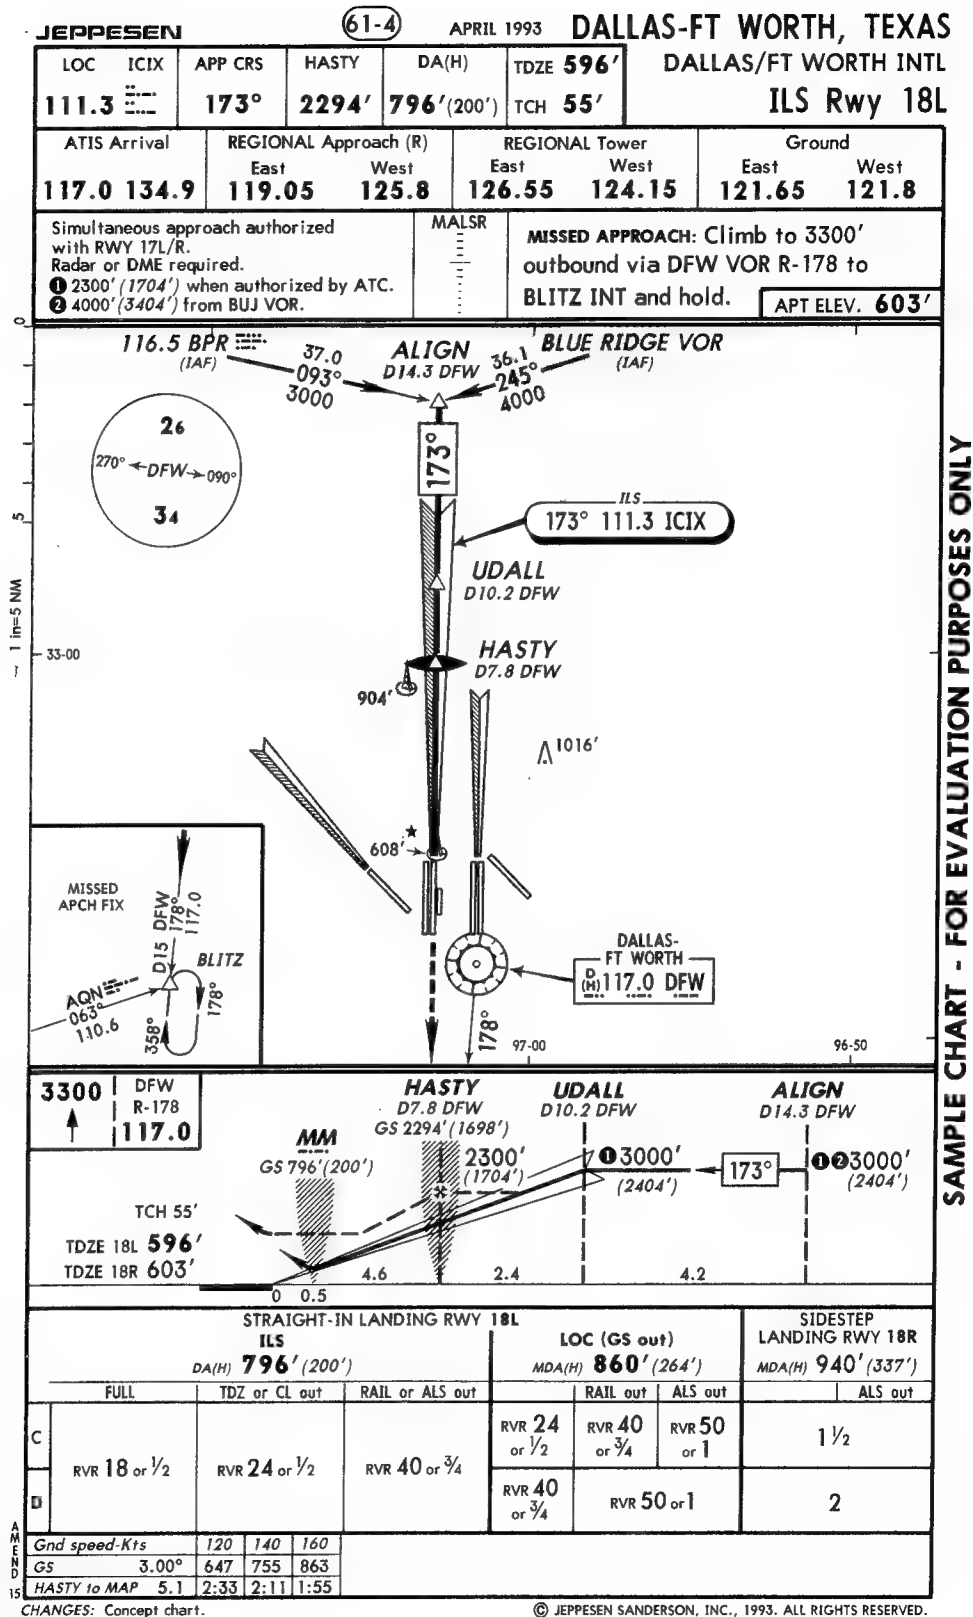 JEPPESEN
61-4
APRIL 1993
DALLAS-FT WORTH, TEXAS
DALLAS/FT WORTH INTL
ILS Rwy 18L
LOC ICIX
111.3
APP CRS
173°
HASTY
2294'
DA(H)
796'(200')
TDZE 596'
TCH 55'
ATIS Arrival
117.0 134.9
REGIONAL Approach (R)
East West
119.05 125.8
REGIONAL Tower
East West
126.55 124.15
Ground
East West
121.65 121.8
Simultaneous approach authorized
with RWY 17L/R.
Radar or DME required.
1 2300' (1704') when authorized by ATC.
2 4000' (3404') from BUJ VOR.
MALSR
MISSED APPROACH: Climb to 3300'
outbound via DFW VOR R-178 to
BLITZ INT and hold.
APT ELEV. 603'
0
5
1 in=5 NM
116.5 BPR
(IAF)
37.0
093°
3000
ALIGN
D14.3 DFW
36.1
245°
4000
BLUE RIDGE VOR
(IAF)
26
270° DFW 090°
34
173°
ILS
173° 111.3 ICIX
UDALL
D10.2 DFW
HASTY
D7.8 DFW
33-00
904'
1016'
608'
MISSED
APCH FIX
D15 DFW
178°
117.0
BLITZ
AQN
063°
110.6
358°
178°
DALLAS-
FT WORTH
D
(H) 117.0 DFW
178°
97-00
96-50
SAMPLE CHART - FOR EVALUATION PURPOSES ONLY
3300
DFW
R-178
117.0
HASTY
D7.8 DFW
GS 2294'(1698')
UDALL
D10.2 DFW
ALIGN
D14.3 DFW
MM
GS 796'(200')
2300'
(1704')
1 3000'
(2404')
173°
1 2 3000'
(2404')
TCH 55'
TDZE 18L 596'
TDZE 18R 603'
4.6
2.4
4.2
0 0.5
STRAIGHT-IN LANDING RWY 18L
ILS
DA(H) 796'(200')
LOC (GS out)
MDA(H) 860'(264')
SIDESTEP
LANDING RWY 18R
MDA(H) 940'(337')
FULL
TDZ or CL out
RAIL or ALS out
RAIL out
ALS out
ALS out
C
RVR 24
or ½
RVR 40
or ¾
RVR 50
or 1
1½
RVR 18 or ½
RVR 24 or ½
RVR 40 or ¾
D
RVR 40
or ¾
RVR 50 or 1
2
AMEND 15
Gnd speed-Kts 120 140 160
GS 3.00° 647 755 863
HASTY to MAP 5.1 2:33 2:11 1:55
CHANGES: Concept chart.
© JEPPESEN SANDERSON, INC., 1993. ALL RIGHTS RESERVED.